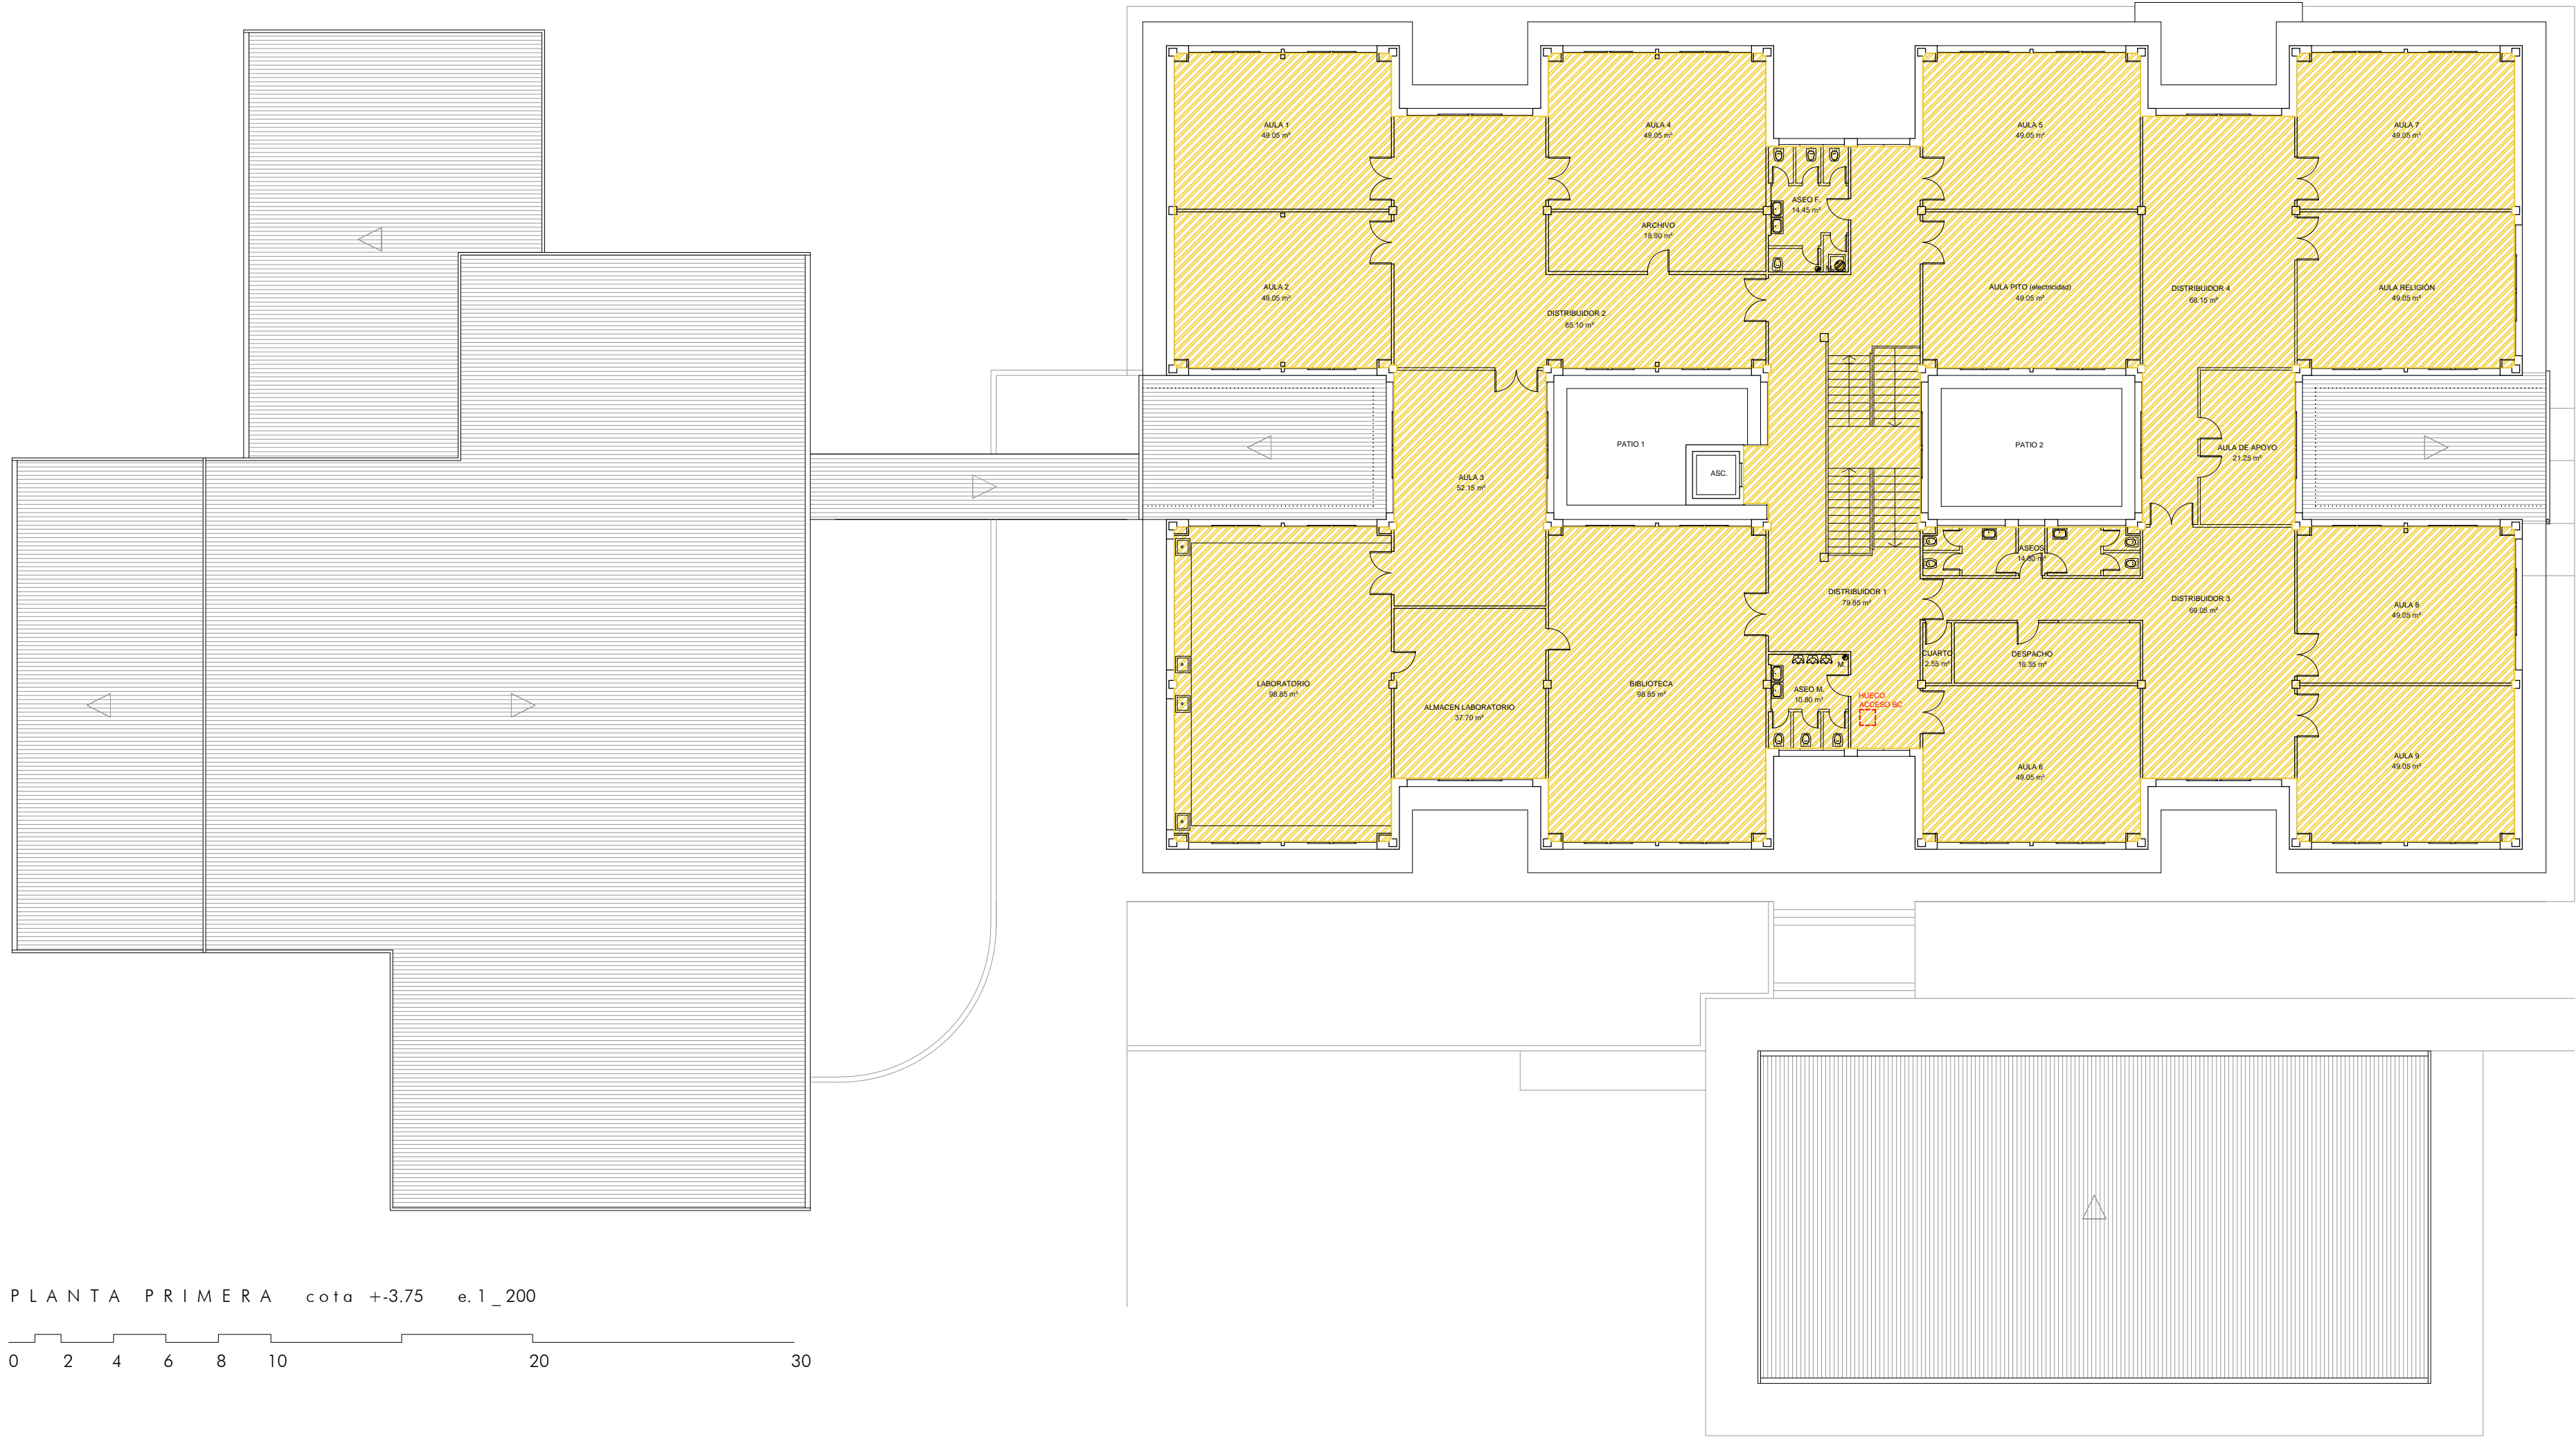 AULA 1
49.05 m²
AULA 4
49.05 m²
AULA 5
49.05 m²
AULA 7
49.05 m²
ASEO F.
14.45 m²
ARCHIVO
18.90 m²
AULA 2
49.05 m²
DISTRIBUIDOR 2
85.10 m²
AULA PITO (electricidad)
49.05 m²
DISTRIBUIDOR 4
68.15 m²
AULA RELIGIÓN
49.05 m²
PATIO 1
ASC.
PATIO 2
AULA DE APOYO
21.25 m²
AULA 3
52.15 m²
ASEOS
14.80 m²
DISTRIBUIDOR 1
79.85 m²
DISTRIBUIDOR 3
69.05 m²
AULA 8
49.05 m²
CUARTO
2.55 m²
DESPACHO
16.35 m²
M.
LABORATORIO
98.85 m²
BIBLIOTECA
98.85 m²
ASEO M.
10.80 m²
HUECO
ACCESO BC
ALMACEN LABORATORIO
37.70 m²
AULA 6
49.05 m²
AULA 9
49.05 m²
PLANTA PRIMERA cota +-3.75 e.1_200
0 2 4 6 8 10 20 30